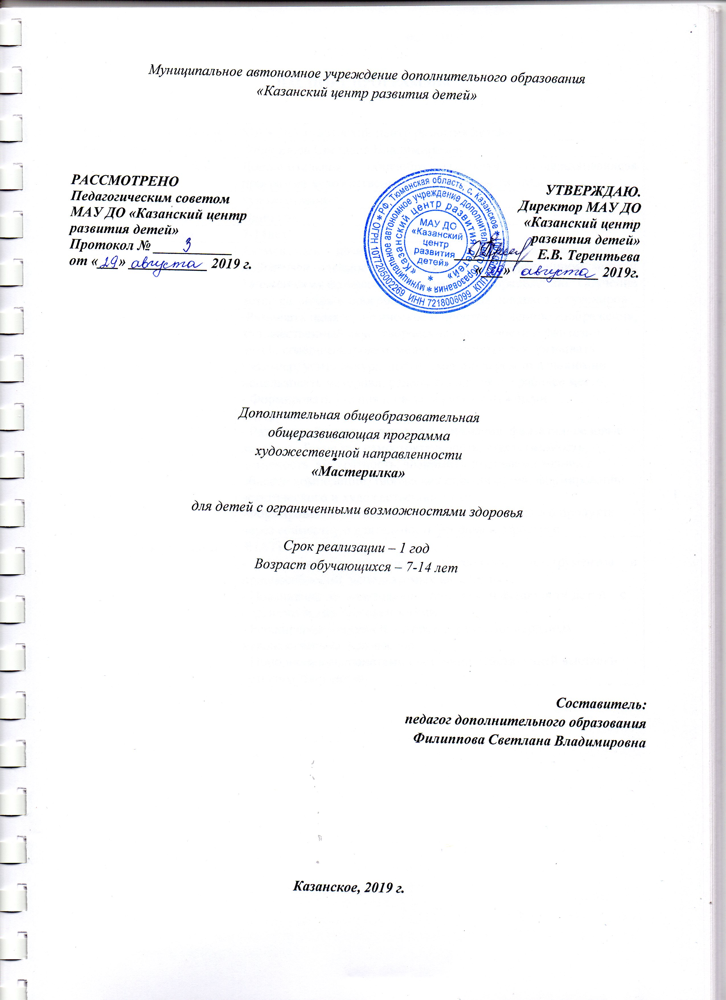 Муниципальное автономное учреждение дополнительного образования
«Казанский центр развития детей»
РАССМОТРЕНО
Педагогическим советом
МАУ ДО «Казанский центр
развития детей»
Протокол № 3
от «29» августа 2019 г.
УТВЕРЖДАЮ.
Директор МАУ ДО
«Казанский центр
развития детей»
Е.В. Терентьева
«29» августа 2019г.
* РФ, Тюменская область, с. Казанское *
ОГРН 1077205002269 ИНН 7218006099 КПП
* муниципальное автономное учреждение дополнительного образования
«Казанский центр развития детей» *
МАУ ДО
«Казанский
центр
развития
детей»
Дополнительная общеобразовательная
общеразвивающая программа
художественной направленности
«Мастерилка»
для детей с ограниченными возможностями здоровья
Срок реализации – 1 год
Возраст обучающихся – 7-14 лет
Составитель:
педагог дополнительного образования
Филиппова Светлана Владимировна
Казанское, 2019 г.